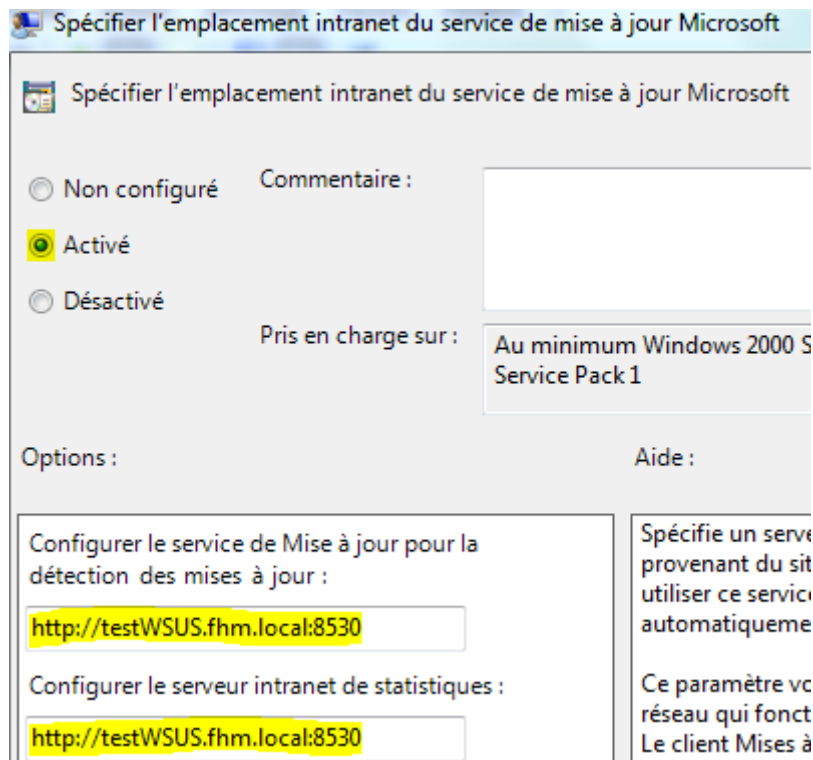 Spécifier l'emplacement intranet du service de mise à jour Microsoft
Spécifier l'emplacement intranet du service de mise à jour Microsoft
Non configuré
Commentaire :
Activé
Désactivé
Pris en charge sur :
Au minimum Windows 2000 S
Service Pack 1
Options :
Aide :
Configurer le service de Mise à jour pour la
détection des mises à jour :
http://testWSUS.fhm.local:8530
Configurer le serveur intranet de statistiques :
http://testWSUS.fhm.local:8530
Spécifie un serve
provenant du sit
utiliser ce service
automatiqueme
Ce paramètre vo
réseau qui fonct
Le client Mises à